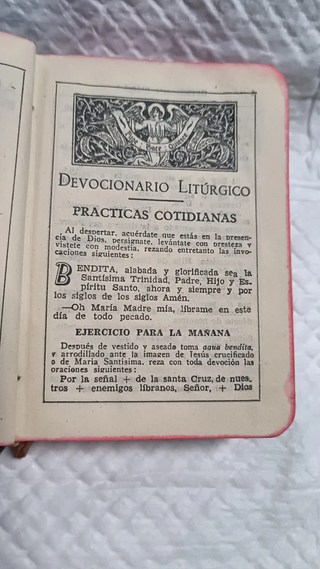 DEVOCIONARIO LITÚRGICO
PRACTICAS COTIDIANAS
Al despertar, acuérdate que estás en la presen-
cia de Dios, persígnate, levántate con presteza y
vístete con modestia, rezando entretanto las invo-
caciones siguientes:
BENDITA, alabada y glorificada sea la
Santísima Trinidad, Padre, Hijo y Es-
píritu Santo, ahora y siempre y por
los siglos de los siglos Amén.
—Oh María Madre mía, líbrame en este
día de todo pecado.
EJERCICIO PARA LA MAÑANA
Después de vestido y aseado toma agua bendita,
y arrodillado ante la imagen de Jesús crucificado
o de María Santísima, reza con toda devoción las
oraciones siguientes:
Por la señal + de la santa Cruz, de nues-
tros + enemigos líbranos, Señor, + Dios